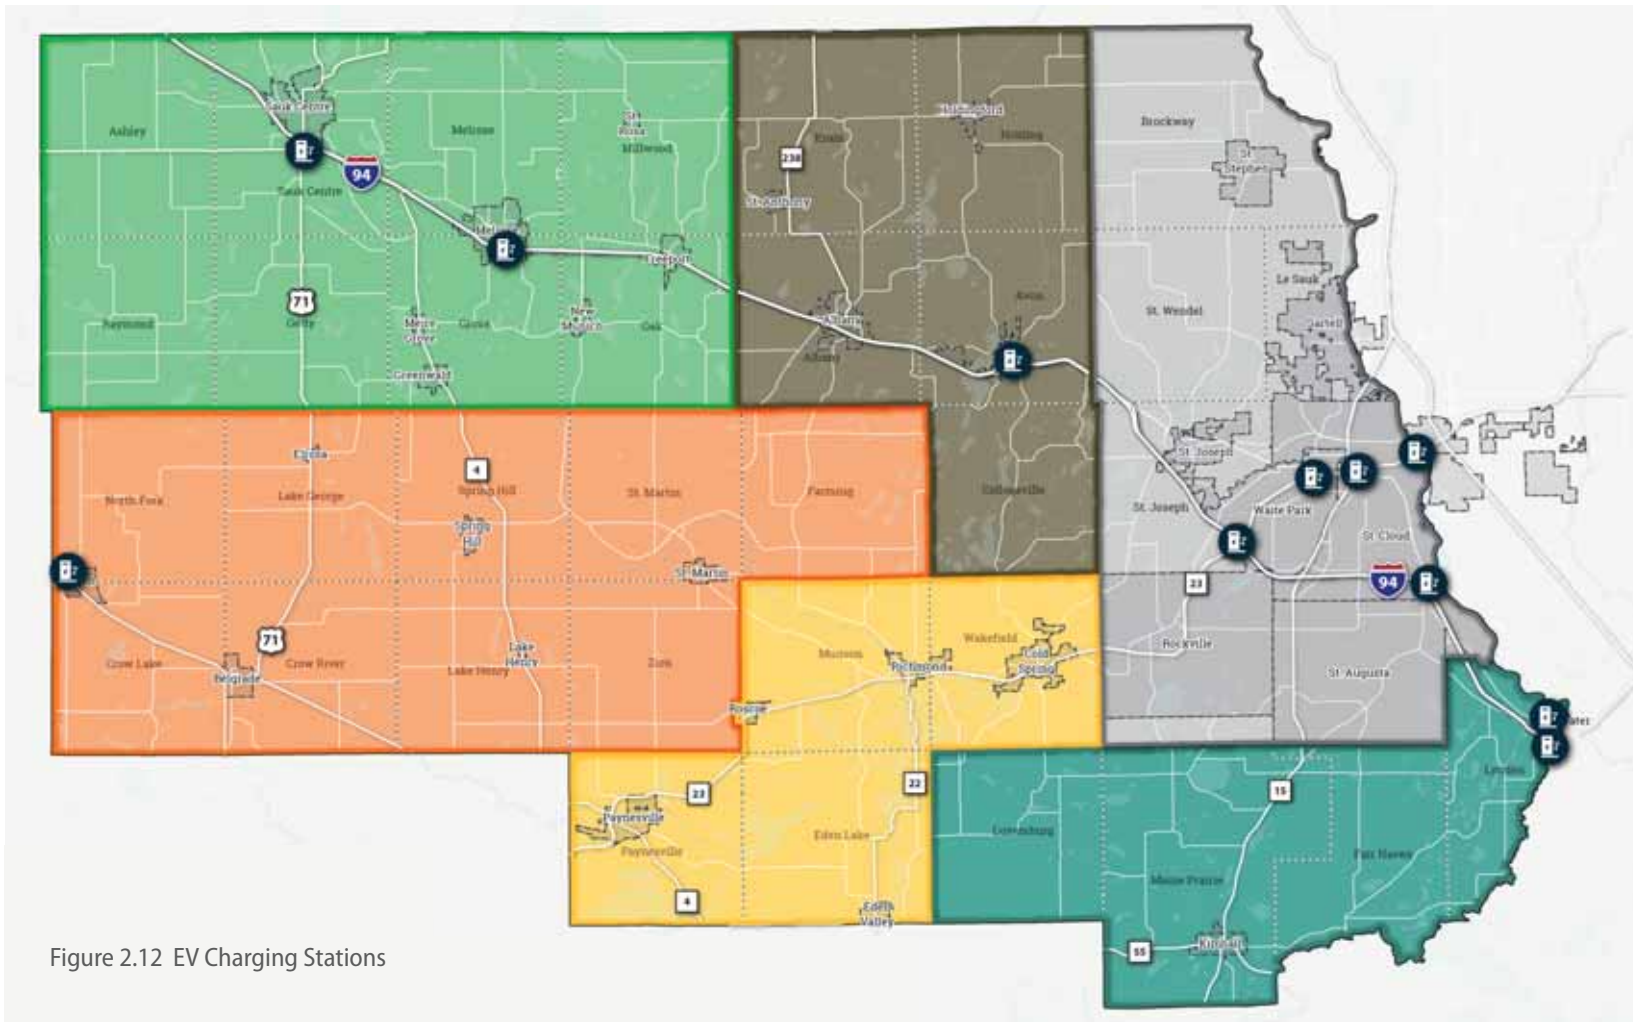 Sauk Centre
Ashley
Melrose
St. Rosa
Millwood
94
Sauk Centre
Mel
Freeport
71
Raymond
Getty
Meire Grove
Grove
New Munich
Oak
Greenwald
Holdingford
Krain
Holding
238
St. Anthony
Avon
Albany
Albany
Brockway
St. Stephen
Le Sauk
St. Wendel
Sartell
St. Joseph
St. Joseph
Waite Park
St. Cloud
94
23
Rockville
St. Augusta
Elrosa
4
North Fork
Lake George
Spring Hill
St. Martin
Farming
Spring Hill
St. Martin
Collegeville
71
Crow Lake
Crow River
Belgrade
Lake Henry
Lake Henry
Zion
Munson
Wakefield
Richmond
Cold Spring
Roscoe
23
22
Paynesville
Paynesville
Eden Lake
4
Eden Valley
Luxemburg
15
Maine Prairie
Fair Haven
Lynden
ater
55
Kimball
Figure 2.12 EV Charging Stations